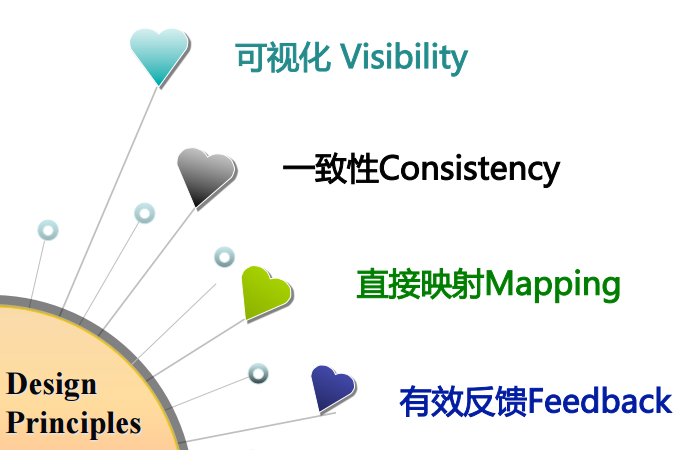 可视化 Visibility
一致性Consistency
直接映射Mapping
有效反馈Feedback
Design
Principles